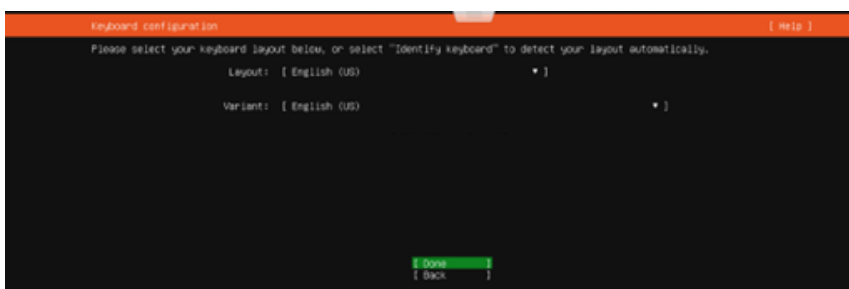 Keyboard configuration [ Help ]
Please select your keyboard layout below, or select "Identify keyboard" to detect your layout automatically.
Layout: [ English (US) ▾ ]
Variant: [ English (US) ▾ ]
[ Done ]
[ Back ]